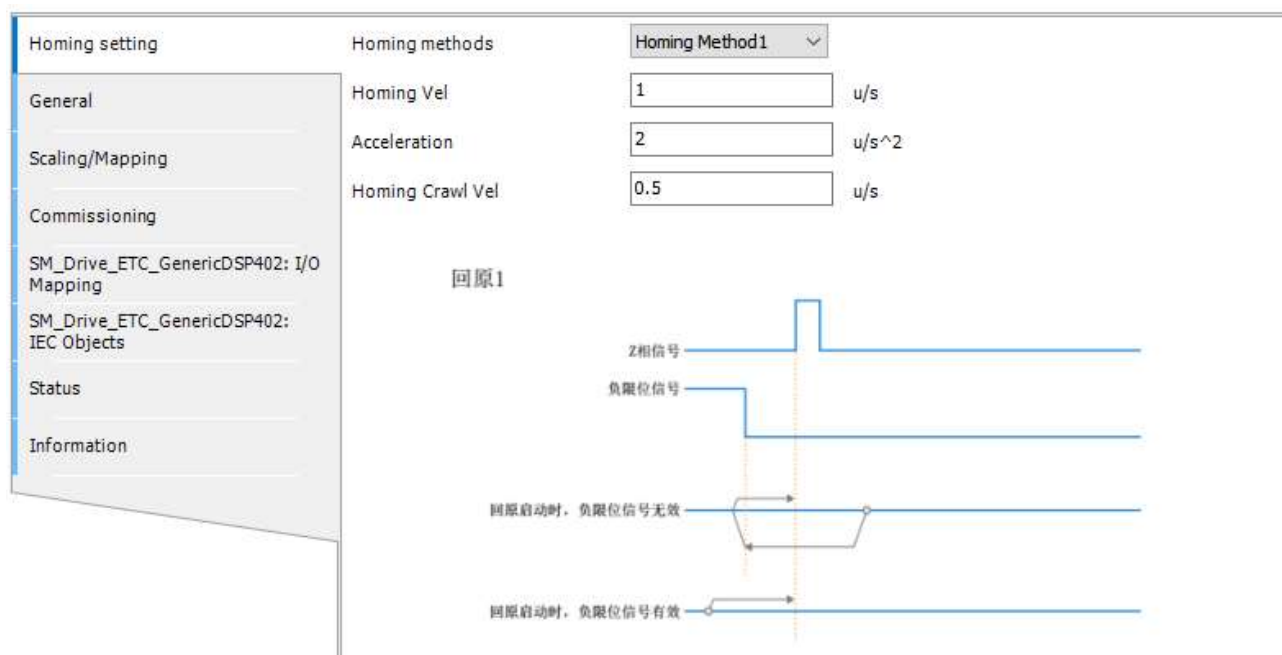 Homing setting
General
Scaling/Mapping
Commissioning
SM_Drive_ETC_GenericDSP402: I/O
Mapping
SM_Drive_ETC_GenericDSP402:
IEC Objects
Status
Information
Homing methods
Homing Method1
Homing Vel
1
u/s
Acceleration
2
u/s^2
Homing Crawl Vel
0.5
u/s
回原1
Z相信号
负限位信号
回原启动时，负限位信号无效
回原启动时，负限位信号有效